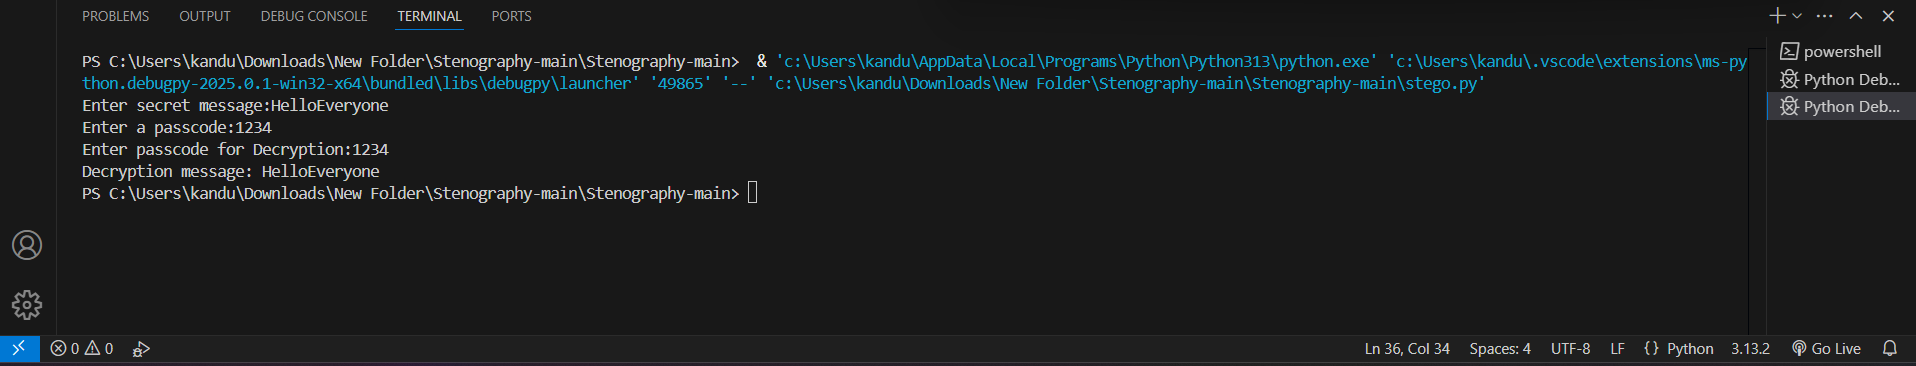 PROBLEMS OUTPUT DEBUG CONSOLE TERMINAL PORTS
PS C:\Users\kandu\Downloads\New Folder\Stenography-main\Stenography-main>  & 'c:\Users\kandu\AppData\Local\Programs\Python\Python313\python.exe' 'c:\Users\kandu\.vscode\extensions\ms-py
thon.debugpy-2025.0.1-win32-x64\bundled\libs\debugpy\launcher' '49865' '--' 'c:\Users\kandu\Downloads\New Folder\Stenography-main\Stenography-main\stego.py'
Enter secret message:HelloEveryone
Enter a passcode:1234
Enter passcode for Decryption:1234
Decryption message: HelloEveryone
PS C:\Users\kandu\Downloads\New Folder\Stenography-main\Stenography-main>
powershell
Python Deb...
Python Deb...
0 0 Ln 36, Col 34 Spaces: 4 UTF-8 LF {} Python 3.13.2 Go Live